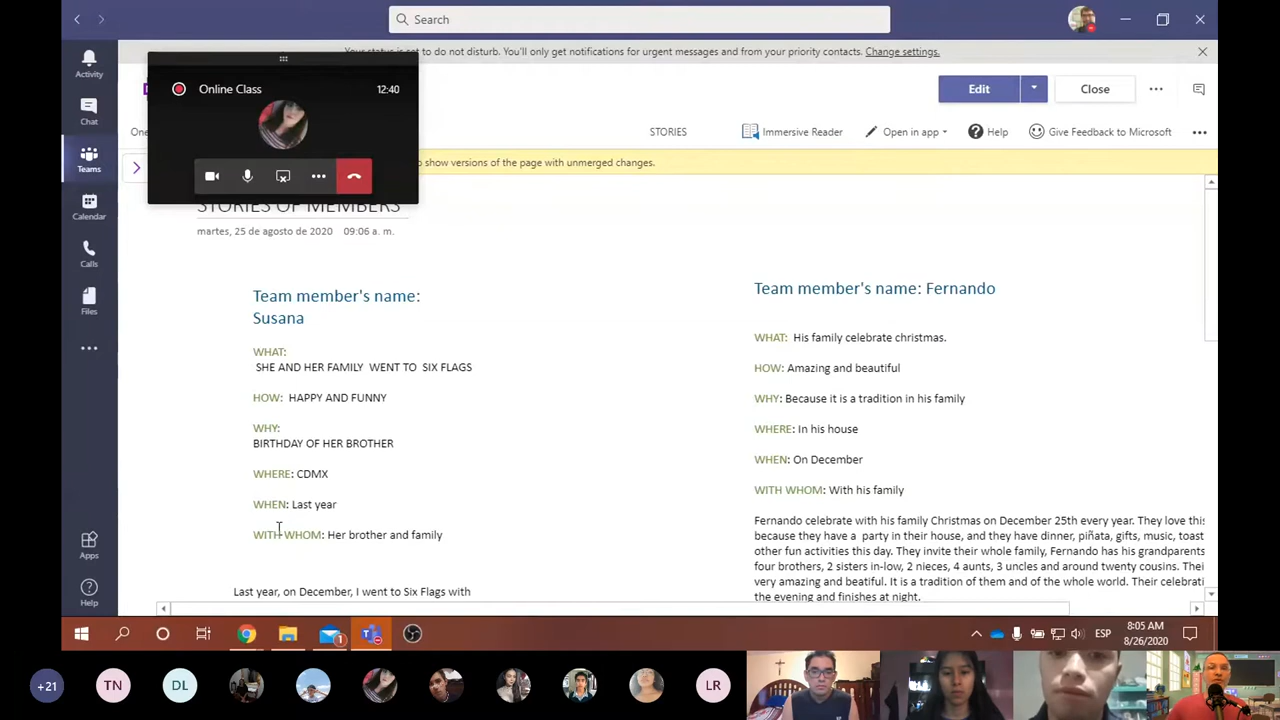 Search
Your status is set to do not disturb. You'll only get notifications for urgent messages and from your priority contacts. Change settings.
Activity
Chat
Teams
Calendar
Calls
Files
Apps
Help
Online Class
12:40
Edit
Close
STORIES
Immersive Reader
Open in app
Help
Give Feedback to Microsoft
to show versions of the page with unmerged changes.
STORIES OF MEMBERS
martes, 25 de agosto de 2020 09:06 a. m.
Team member's name:
Susana
WHAT:
SHE AND HER FAMILY WENT TO SIX FLAGS
HOW: HAPPY AND FUNNY
WHY:
BIRTHDAY OF HER BROTHER
WHERE: CDMX
WHEN: Last year
WITH WHOM: Her brother and family
Last year, on December, I went to Six Flags with
Team member's name: Fernando
WHAT: His family celebrate christmas.
HOW: Amazing and beautiful
WHY: Because it is a tradition in his family
WHERE: In his house
WHEN: On December
WITH WHOM: With his family
Fernando celebrate with his family Christmas on December 25th every year. They love this
because they have a party in their house, and they have dinner, piñata, gifts, music, toast
other fun activities this day. They invite their whole family, Fernando has his grandparents
four brothers, 2 sisters in-low, 2 nieces, 4 aunts, 3 uncles and around twenty cousins. Thei
very amazing and beatiful. It is a tradition of them and of the whole world. Their celebrati
the evening and finishes at night.
1
ESP
8:05 AM
8/26/2020
+21
TN
DL
LR